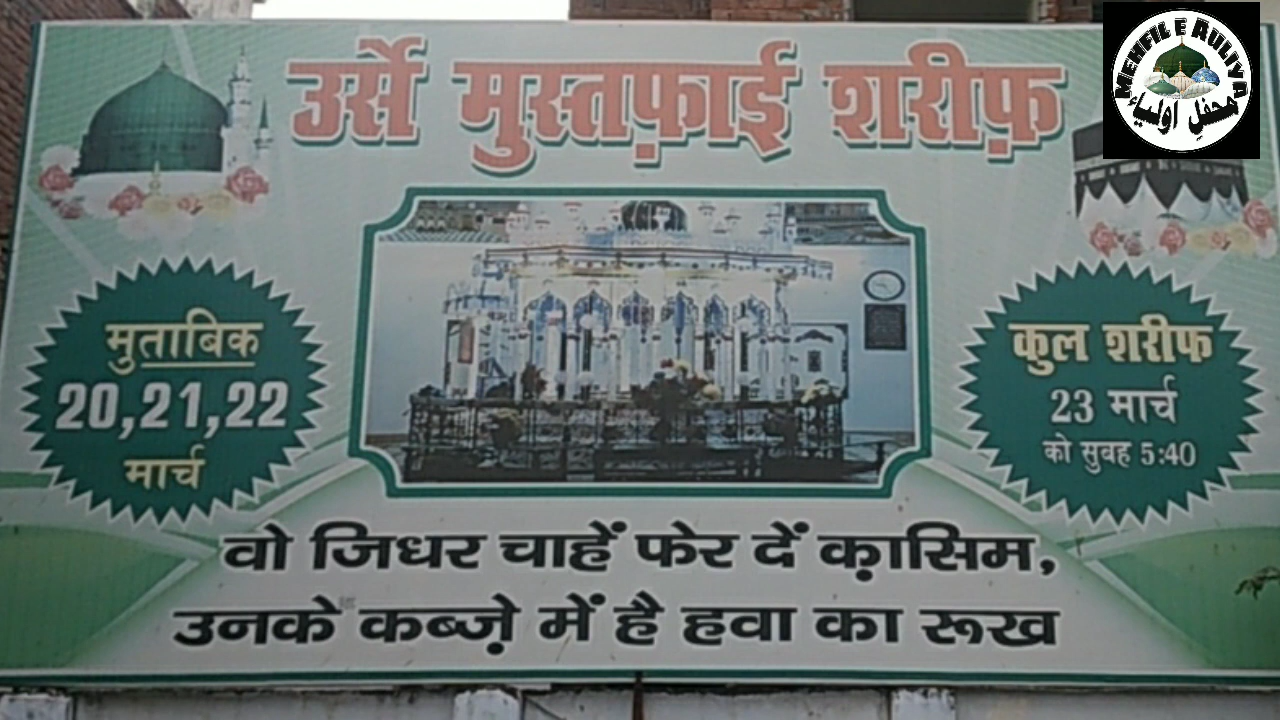 उर्से मुस्तफ़ाई शरीफ़
MEHFIL E AULIYA
محفلِ اولیاء
मुताबिक
20,21,22
मार्च
कुल शरीफ
23 मार्च
को सुबह 5:40
वो जिधर चाहें फेर दें क़ासिम,
उनके कब्ज़े में है हवा का रूख